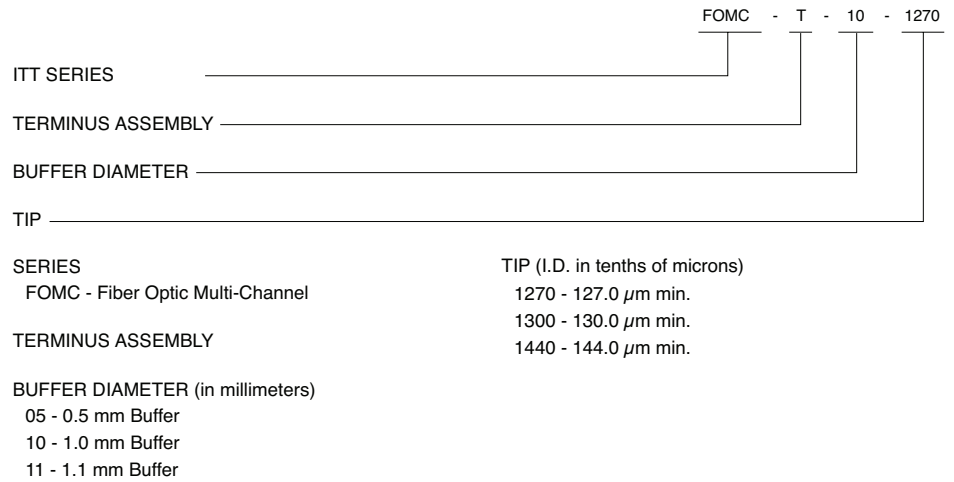 FOMC - T - 10 - 1270
ITT SERIES
TERMINUS ASSEMBLY
BUFFER DIAMETER
TIP
SERIES
FOMC - Fiber Optic Multi-Channel
TERMINUS ASSEMBLY
BUFFER DIAMETER (in millimeters)
05 - 0.5 mm Buffer
10 - 1.0 mm Buffer
11 - 1.1 mm Buffer
TIP (I.D. in tenths of microns)
1270 - 127.0 µm min.
1300 - 130.0 µm min.
1440 - 144.0 µm min.